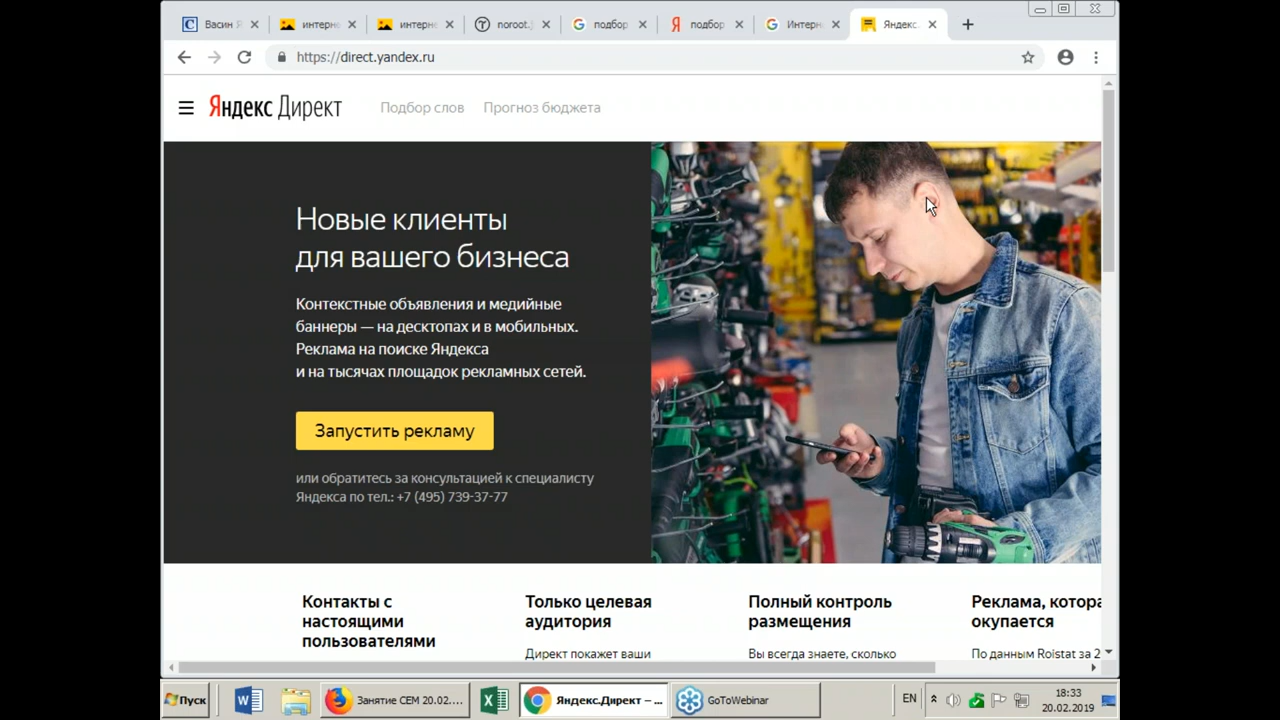 Васин Я
интерне
интерне
noroot.
подбор
подбор
Интерн
Яндекс.
https://direct.yandex.ru
Яндекс Директ
Подбор слов
Прогноз бюджета
Новые клиенты
для вашего бизнеса
Контекстные объявления и медийные
баннеры — на десктопах и в мобильных.
Реклама на поиске Яндекса
и на тысячах площадок рекламных сетей.
Запустить рекламу
или обратитесь за консультацией к специалисту
Яндекса по тел.: +7 (495) 739-37-77
Контакты с
настоящими
пользователями
Только целевая
аудитория
Директ покажет ваши
Полный контроль
размещения
Вы всегда знаете, сколько
Реклама, котора
окупается
По данным Roistat за 2
Пуск
Занятие СЕМ 20.02....
Яндекс.Директ – ...
GoToWebinar
EN
18:33
20.02.2019